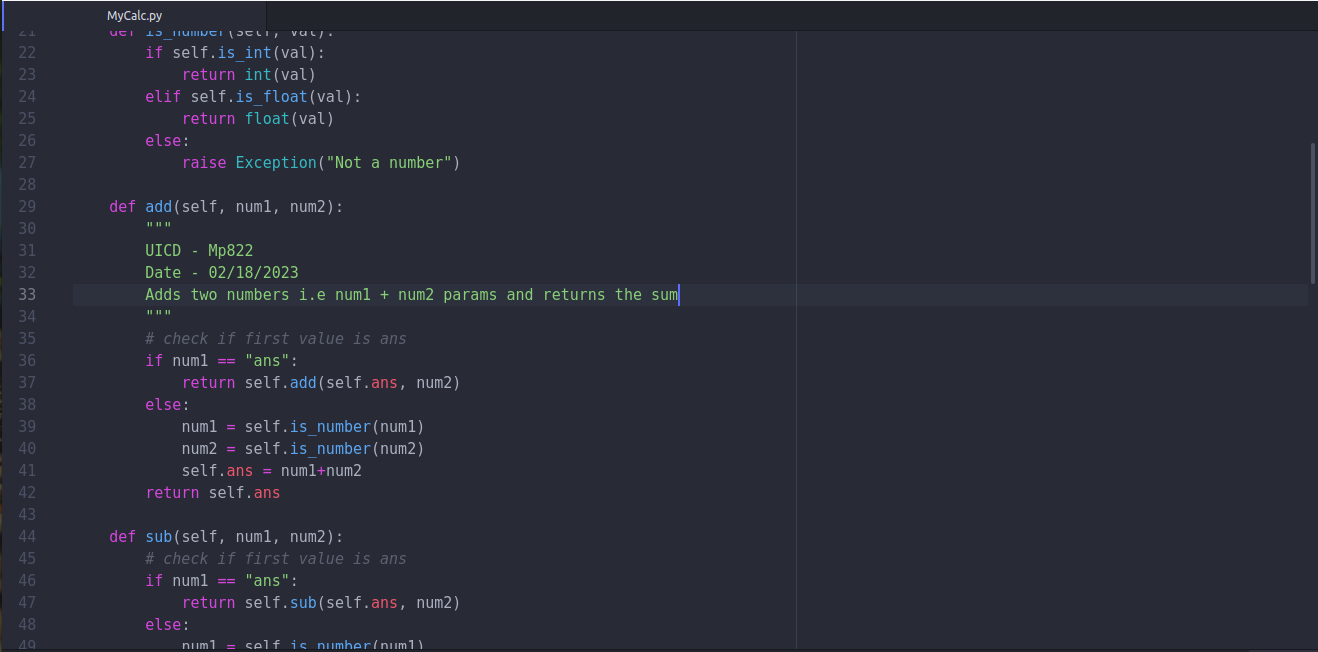 MyCalc.py
21 def is_number(self, val):
22 if self.is_int(val):
23 return int(val)
24 elif self.is_float(val):
25 return float(val)
26 else:
27 raise Exception("Not a number")
28
29 def add(self, num1, num2):
30 """
31 UICD - Mp822
32 Date - 02/18/2023
33 Adds two numbers i.e num1 + num2 params and returns the sum
34 """
35 # check if first value is ans
36 if num1 == "ans":
37 return self.add(self.ans, num2)
38 else:
39 num1 = self.is_number(num1)
40 num2 = self.is_number(num2)
41 self.ans = num1+num2
42 return self.ans
43
44 def sub(self, num1, num2):
45 # check if first value is ans
46 if num1 == "ans":
47 return self.sub(self.ans, num2)
48 else:
49 num1 = self.is_number(num1)